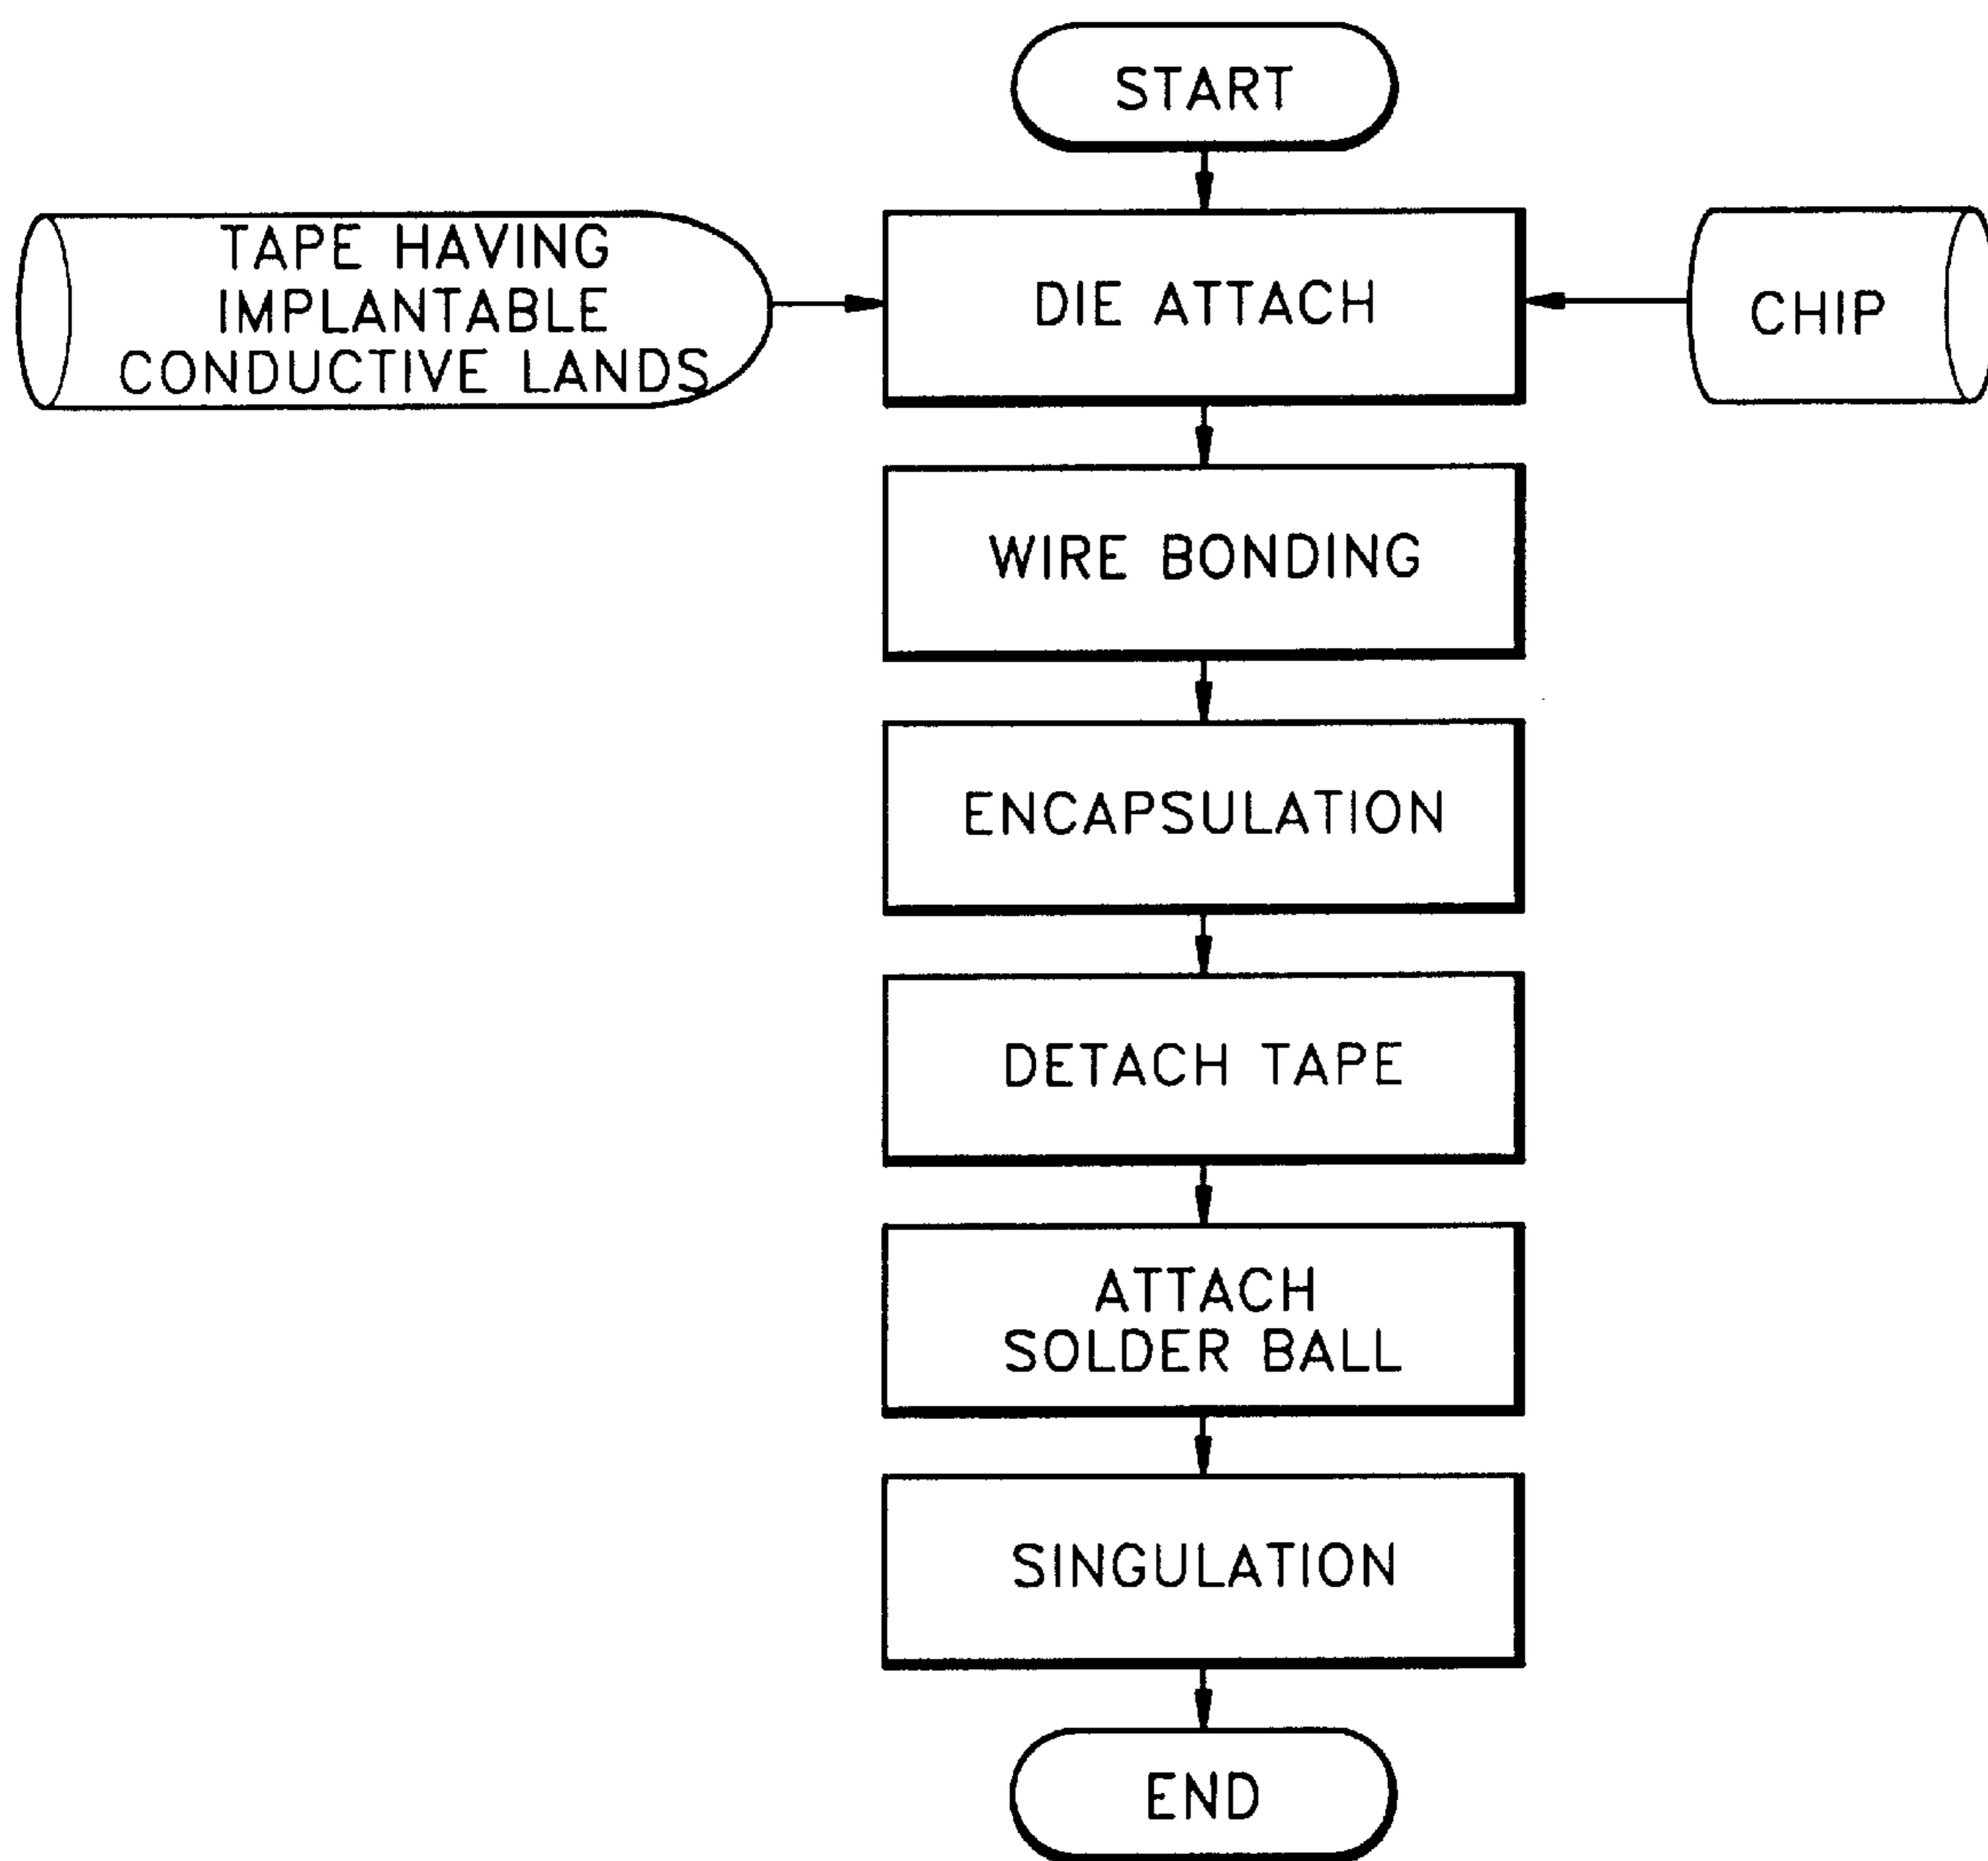 START
TAPE HAVING
IMPLANTABLE
CONDUCTIVE LANDS
DIE ATTACH
CHIP
WIRE BONDING
ENCAPSULATION
DETACH TAPE
ATTACH
SOLDER BALL
SINGULATION
END